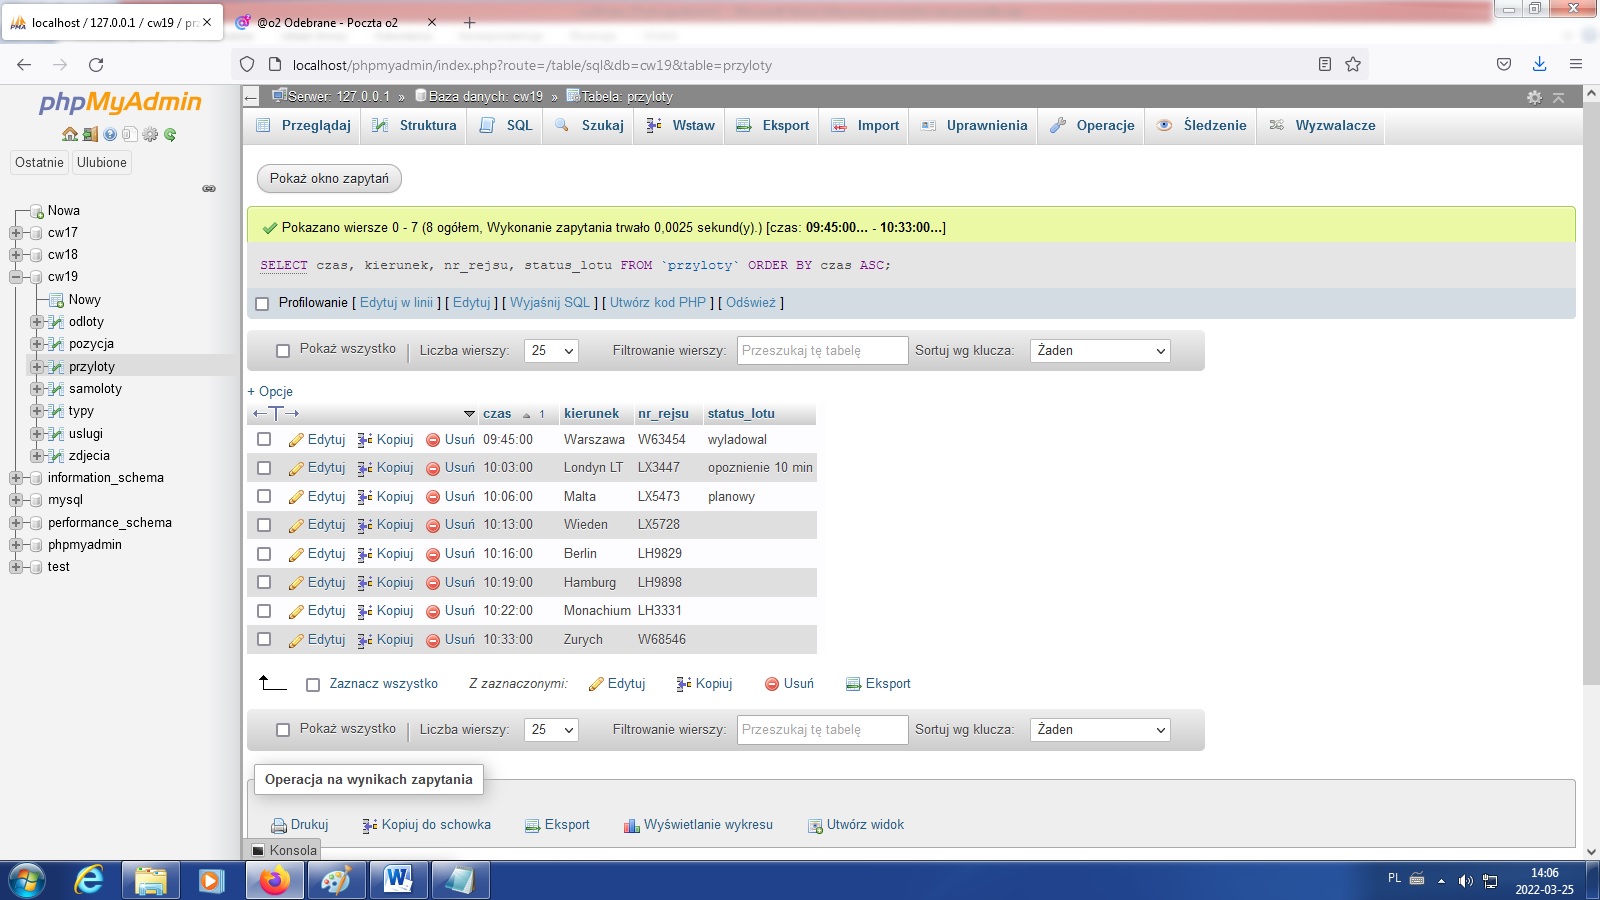 localhost / 127.0.0.1 / cw19 / prz
@o2 Odebrane - Poczta o2
localhost/phpmyadmin/index.php?route=/table/sql&db=cw19&table=przyloty
phpMyAdmin
Ostatnie Ulubione
Nowa
cw17
cw18
cw19
Nowy
odloty
pozycja
przyloty
samoloty
typy
uslugi
zdjecia
information_schema
mysql
performance_schema
phpmyadmin
test
Serwer: 127.0.0.1 » Baza danych: cw19 » Tabela: przyloty
Przeglądaj Struktura SQL Szukaj Wstaw Eksport Import Uprawnienia Operacje Śledzenie Wyzwalacze
Pokaż okno zapytań
Pokazano wiersze 0 - 7 (8 ogółem, Wykonanie zapytania trwało 0,0025 sekund(y).) [czas: 09:45:00... - 10:33:00...]
SELECT czas, kierunek, nr_rejsu, status_lotu FROM `przyloty` ORDER BY czas ASC;
Profilowanie [ Edytuj w linii ] [ Edytuj ] [ Wyjaśnij SQL ] [ Utwórz kod PHP ] [ Odśwież ]
Pokaż wszystko | Liczba wierszy: 25 Filtrowanie wierszy: Przeszukaj tę tabelę Sortuj wg klucza: Żaden
+ Opcje
←T→ czas 1 kierunek nr_rejsu status_lotu
Edytuj Kopiuj Usuń 09:45:00 Warszawa W63454 wyladowal
Edytuj Kopiuj Usuń 10:03:00 Londyn LT LX3447 opoznienie 10 min
Edytuj Kopiuj Usuń 10:06:00 Malta LX5473 planowy
Edytuj Kopiuj Usuń 10:13:00 Wieden LX5728
Edytuj Kopiuj Usuń 10:16:00 Berlin LH9829
Edytuj Kopiuj Usuń 10:19:00 Hamburg LH9898
Edytuj Kopiuj Usuń 10:22:00 Monachium LH3331
Edytuj Kopiuj Usuń 10:33:00 Zurych W68546
Zaznacz wszystko Z zaznaczonymi: Edytuj Kopiuj Usuń Eksport
Pokaż wszystko | Liczba wierszy: 25 Filtrowanie wierszy: Przeszukaj tę tabelę Sortuj wg klucza: Żaden
Operacja na wynikach zapytania
Drukuj Kopiuj do schowka Eksport Wyświetlanie wykresu Utwórz widok
Konsola
PL 14:06
2022-03-25